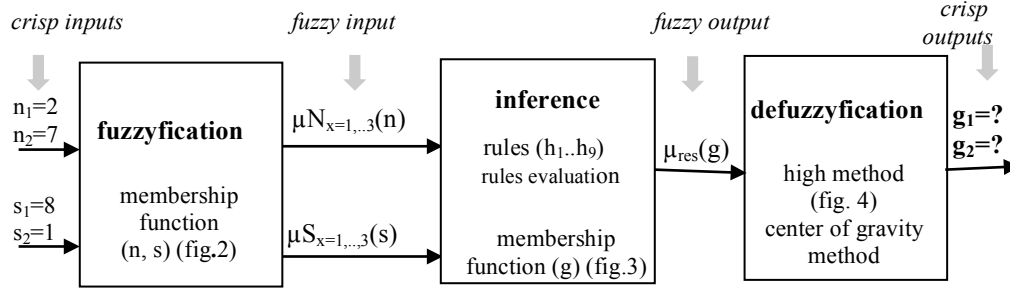 crisp inputs
fuzzy input
fuzzy output
crisp
outputs
n₁=2
n₂=7
s₁=8
s₂=1
fuzzyfication
membership
function
(n, s) (fig.2)
µNₓ₌₁,..₃(n)
µSₓ₌₁,..,₃(s)
inference
rules (h₁..h₉)
rules evaluation
membership
function (g) (fig.3)
µres(g)
defuzzyfication
high method
(fig. 4)
center of gravity
method
g₁=?
g₂=?